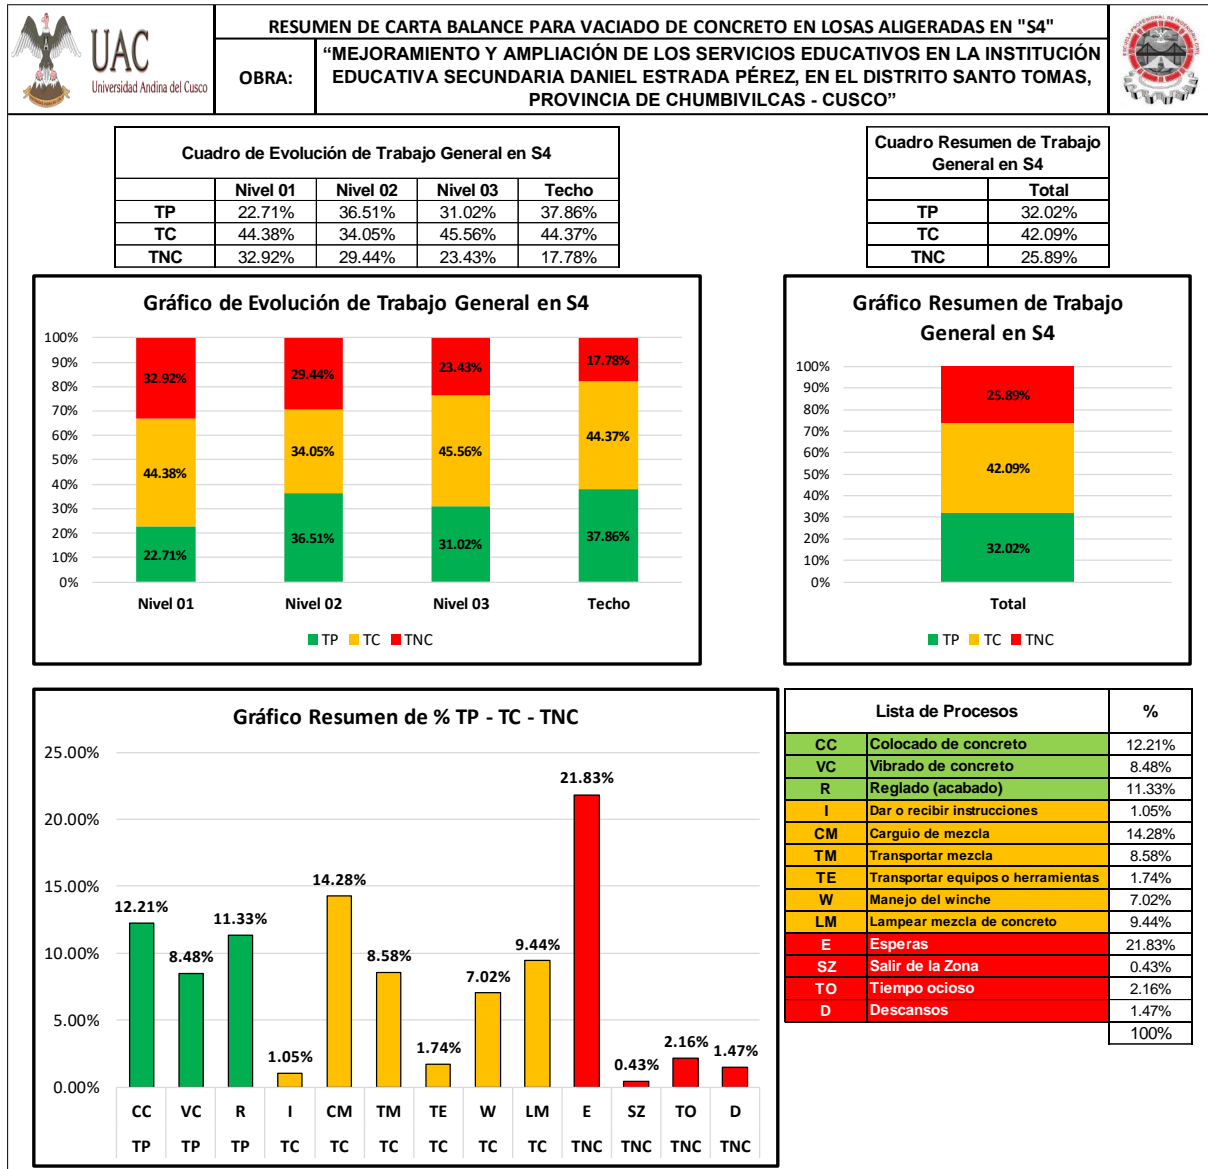 UAC
Universidad Andina del Cusco
RESUMEN DE CARTA BALANCE PARA VACIADO DE CONCRETO EN LOSAS ALIGERADAS EN "S4"
OBRA:
“MEJORAMIENTO Y AMPLIACIÓN DE LOS SERVICIOS EDUCATIVOS EN LA INSTITUCIÓN
EDUCATIVA SECUNDARIA DANIEL ESTRADA PÉREZ, EN EL DISTRITO SANTO TOMAS,
PROVINCIA DE CHUMBIVILCAS - CUSCO”
Cuadro de Evolución de Trabajo General en S4
Nivel 01 Nivel 02 Nivel 03 Techo
TP 22.71% 36.51% 31.02% 37.86%
TC 44.38% 34.05% 45.56% 44.37%
TNC 32.92% 29.44% 23.43% 17.78%
Cuadro Resumen de Trabajo
General en S4
Total
TP 32.02%
TC 42.09%
TNC 25.89%
Gráfico de Evolución de Trabajo General en S4
100%
90%
80%
70%
60%
50%
40%
30%
20%
10%
0%
32.92% 29.44% 23.43% 17.78%
44.38% 34.05% 45.56% 44.37%
22.71% 36.51% 31.02% 37.86%
Nivel 01 Nivel 02 Nivel 03 Techo
TP TC TNC
Gráfico Resumen de Trabajo
General en S4
100%
90%
80%
70%
60%
50%
40%
30%
20%
10%
0%
25.89%
42.09%
32.02%
Total
TP TC TNC
Gráfico Resumen de % TP - TC - TNC
25.00%
20.00%
15.00%
10.00%
5.00%
0.00%
12.21% 8.48% 11.33% 1.05% 14.28% 8.58% 1.74% 7.02% 9.44% 21.83% 0.43% 2.16% 1.47%
CC VC R I CM TM TE W LM E SZ TO D
TP TP TP TC TC TC TC TC TC TNC TNC TNC TNC
Lista de Procesos %
CC Colocado de concreto 12.21%
VC Vibrado de concreto 8.48%
R Reglado (acabado) 11.33%
I Dar o recibir instrucciones 1.05%
CM Carguio de mezcla 14.28%
TM Transportar mezcla 8.58%
TE Transportar equipos o herramientas 1.74%
W Manejo del winche 7.02%
LM Lampear mezcla de concreto 9.44%
E Esperas 21.83%
SZ Salir de la Zona 0.43%
TO Tiempo ocioso 2.16%
D Descansos 1.47%
100%